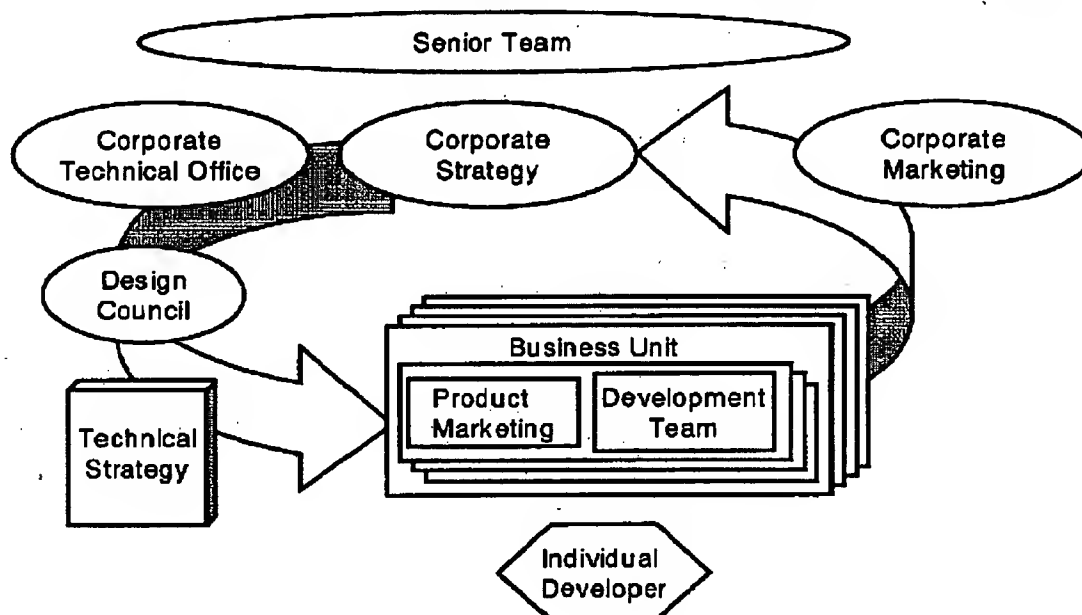 Senior Team
Corporate
Technical Office
Corporate
Strategy
Corporate
Marketing
Design
Council
Business Unit
Product
Marketing
Development
Team
Technical
Strategy
Individual
Developer